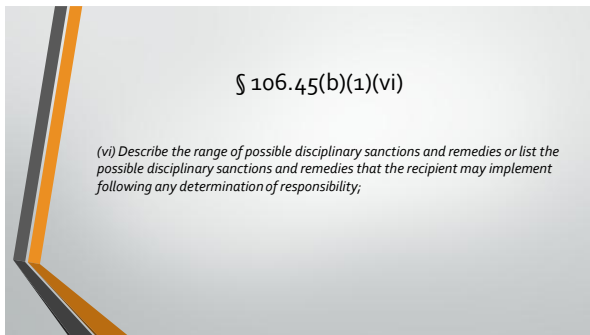 § 106.45(b)(1)(vi)
(vi) Describe the range of possible disciplinary sanctions and remedies or list the
possible disciplinary sanctions and remedies that the recipient may implement
following any determination of responsibility;